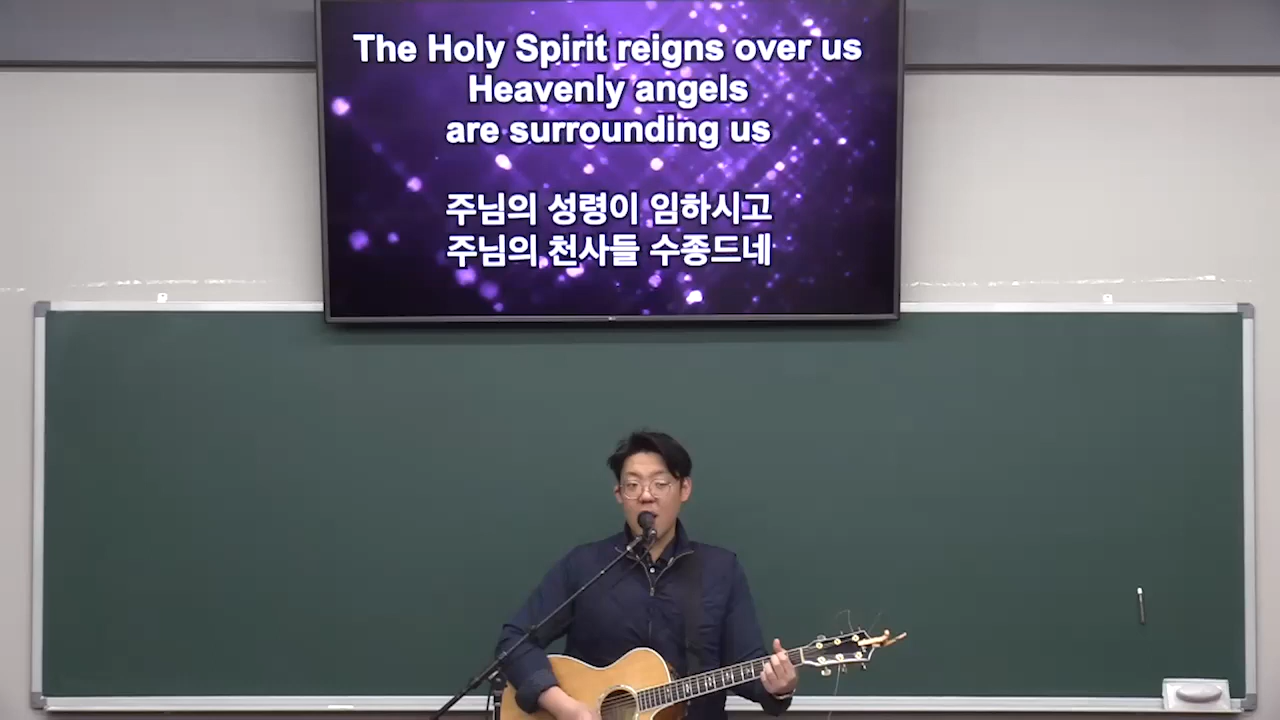 The Holy Spirit reigns over us
Heavenly angels
are surrounding us
주님의 성령이 임하시고
주님의 천사들 수종드네